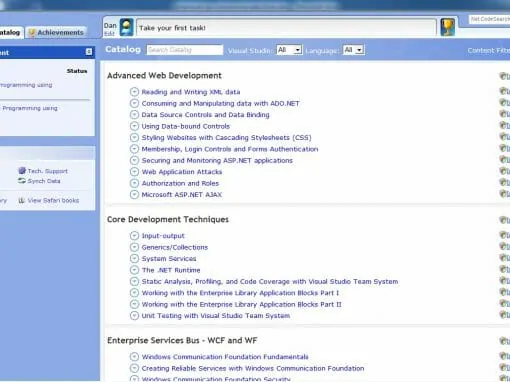 Dan
Edit
Take your first task!
.Net CodeSearch
Catalog
Achievements
Catalog
Search Catalog
Visual Studio:
All
Language:
All
Content Filte
Status
Programming using
Programming using
Tech. Support
Synch Data
View Safari books
Advanced Web Development
Reading and Writing XML data
Consuming and Manipulating data with ADO.NET
Data Source Controls and Data Binding
Using Data-bound Controls
Styling Websites with Cascading Stylesheets (CSS)
Membership, Login Controls and Forms Authentication
Securing and Monitoring ASP.NET applications
Web Application Attacks
Authorization and Roles
Microsoft ASP.NET AJAX
Core Development Techniques
Input-output
Generics/Collections
System Services
The .NET Runtime
Static Analysis, Profiling, and Code Coverage with Visual Studio Team System
Working with the Enterprise Library Application Blocks Part I
Working with the Enterprise Library Application Blocks Part II
Unit Testing with Visual Studio Team System
Enterprise Services Bus - WCF and WF
Windows Communication Foundation Fundamentals
Creating Reliable Services with Windows Communication Foundation
Windows Communication Foundation Security